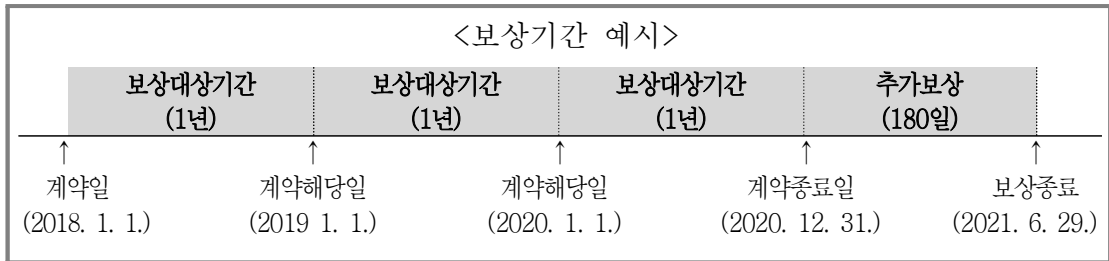 <보상기간 예시>
보상대상기간 보상대상기간 보상대상기간 추가보상
(1년) (1년) (1년) (180일)
↑ ↑ ↑ ↑ ↑
계약일 계약해당일 계약해당일 계약종료일 보상종료
(2018. 1. 1.) (2019 1. 1.) (2020. 1. 1.) (2020. 12. 31.) (2021. 6. 29.)